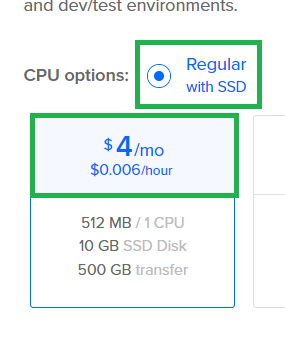 and dev/test environments.
CPU options:
Regular
with SSD
$4/mo
$0.006/hour
512 MB / 1 CPU
10 GB SSD Disk
500 GB transfer